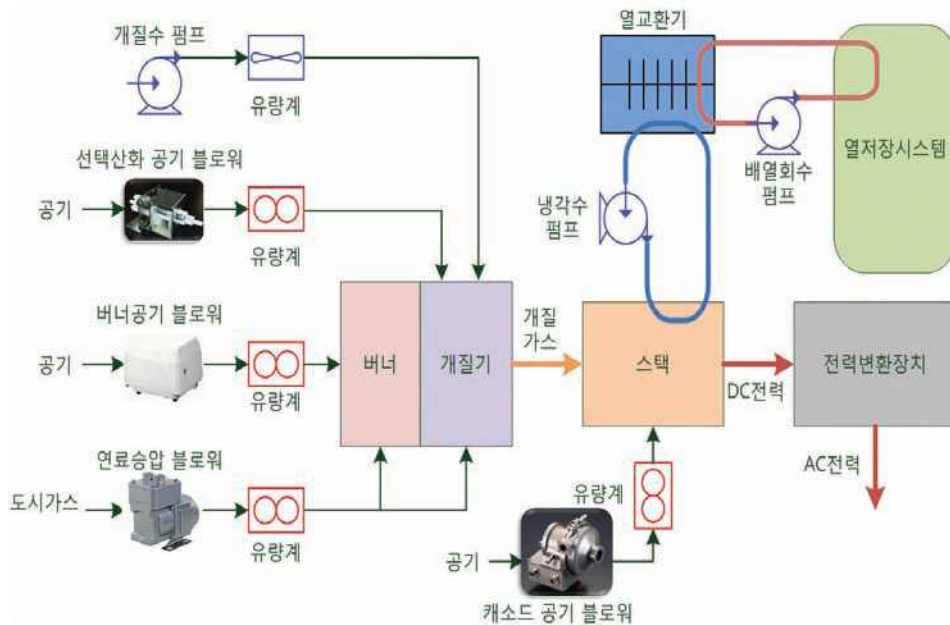 개질수 펌프
유량계
열교환기
열저장시스템
배열회수
펌프
냉각수
펌프
선택산화 공기 블로워
공기
유량계
버너공기 블로워
공기
유량계
버너
개질기
개질
가스
스택
DC전력
전력변환장치
AC전력
연료승압 블로워
도시가스
유량계
유량계
공기
캐소드 공기 블로워